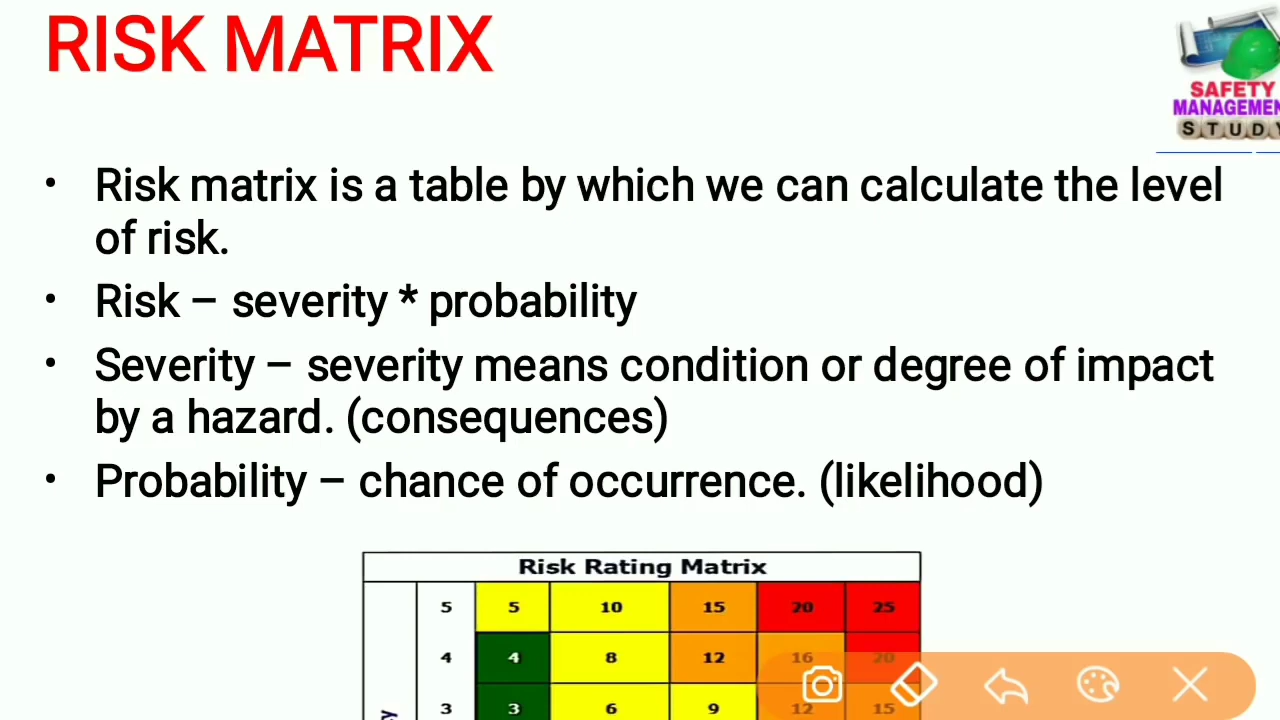 RISK MATRIX
SAFETY
MANAGEMEN
STUDY
• Risk matrix is a table by which we can calculate the level
of risk.
• Risk – severity * probability
• Severity – severity means condition or degree of impact
by a hazard. (consequences)
• Probability – chance of occurrence. (likelihood)
Risk Rating Matrix
5 5 10 15 20 25
4 4 8 12 16 20
3 3 6 9 12 15